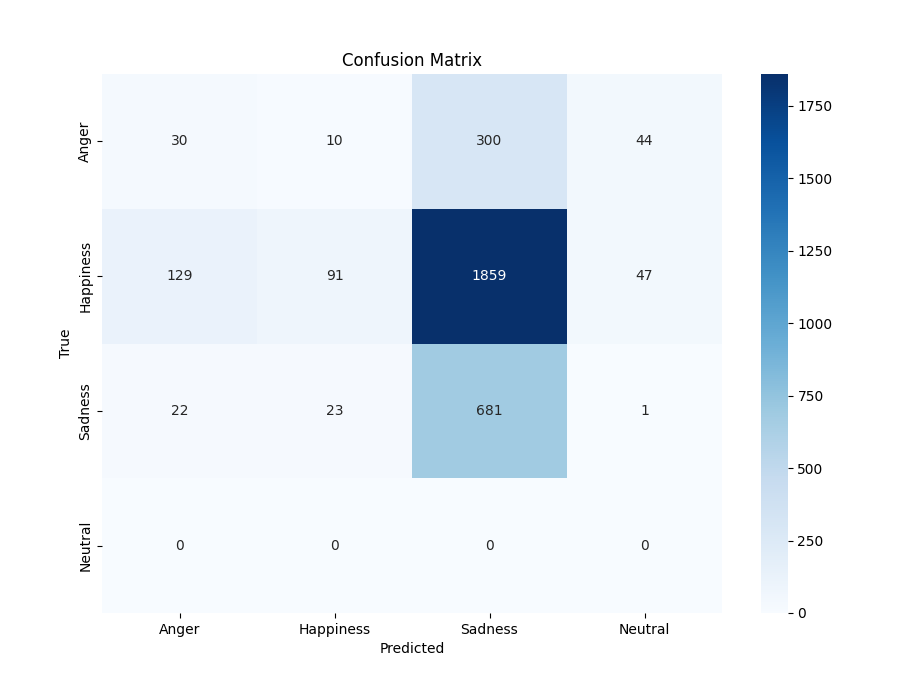 Confusion Matrix
True
Anger 30 10 300 44
Happiness 129 91 1859 47
Sadness 22 23 681 1
Neutral 0 0 0 0
Anger Happiness Sadness Neutral
Predicted
1750
1500
1250
1000
750
500
250
0